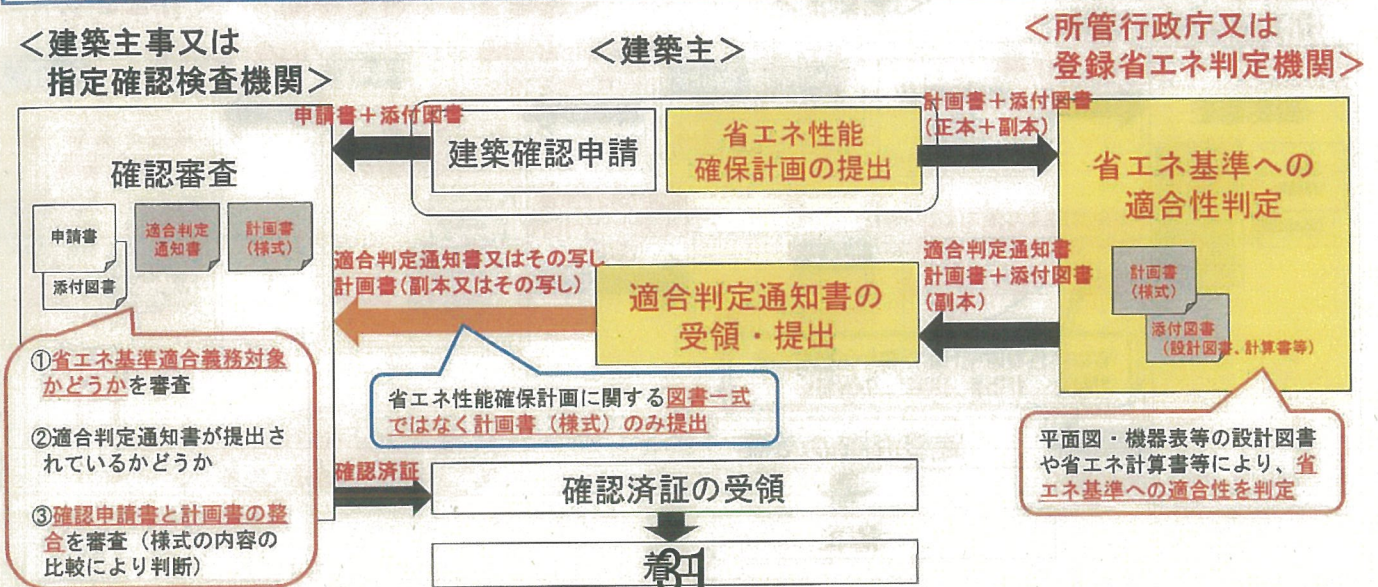 ＜建築主事又は
指定確認検査機関＞
＜建築主＞
＜所管行政庁又は
登録省エネ判定機関＞
申請書＋添付図書
建築確認申請
省エネ性能
確保計画の提出
計画書＋添付図書
(正本＋副本)
省エネ基準への
適合性判定
確認審査
申請書
添付図書
適合判定
通知書
計画書
(様式)
適合判定通知書又はその写し
計画書(副本又はその写し)
適合判定通知書の
受領・提出
適合判定通知書
計画書＋添付図書
(副本)
計画書
(様式)
添付図書
(設計図書、計算書等)
①省エネ基準適合義務対象
かどうかを審査
②適合判定通知書が提出さ
れているかどうか
③確認申請書と計画書の整
合を審査（様式の内容の
比較により判断）
省エネ性能確保計画に関する図書一式
ではなく計画書（様式）のみ提出
平面図・機器表等の設計図書
や省エネ計算書等により、省
エネ基準への適合性を判定
確認済証
確認済証の受領
着工
31